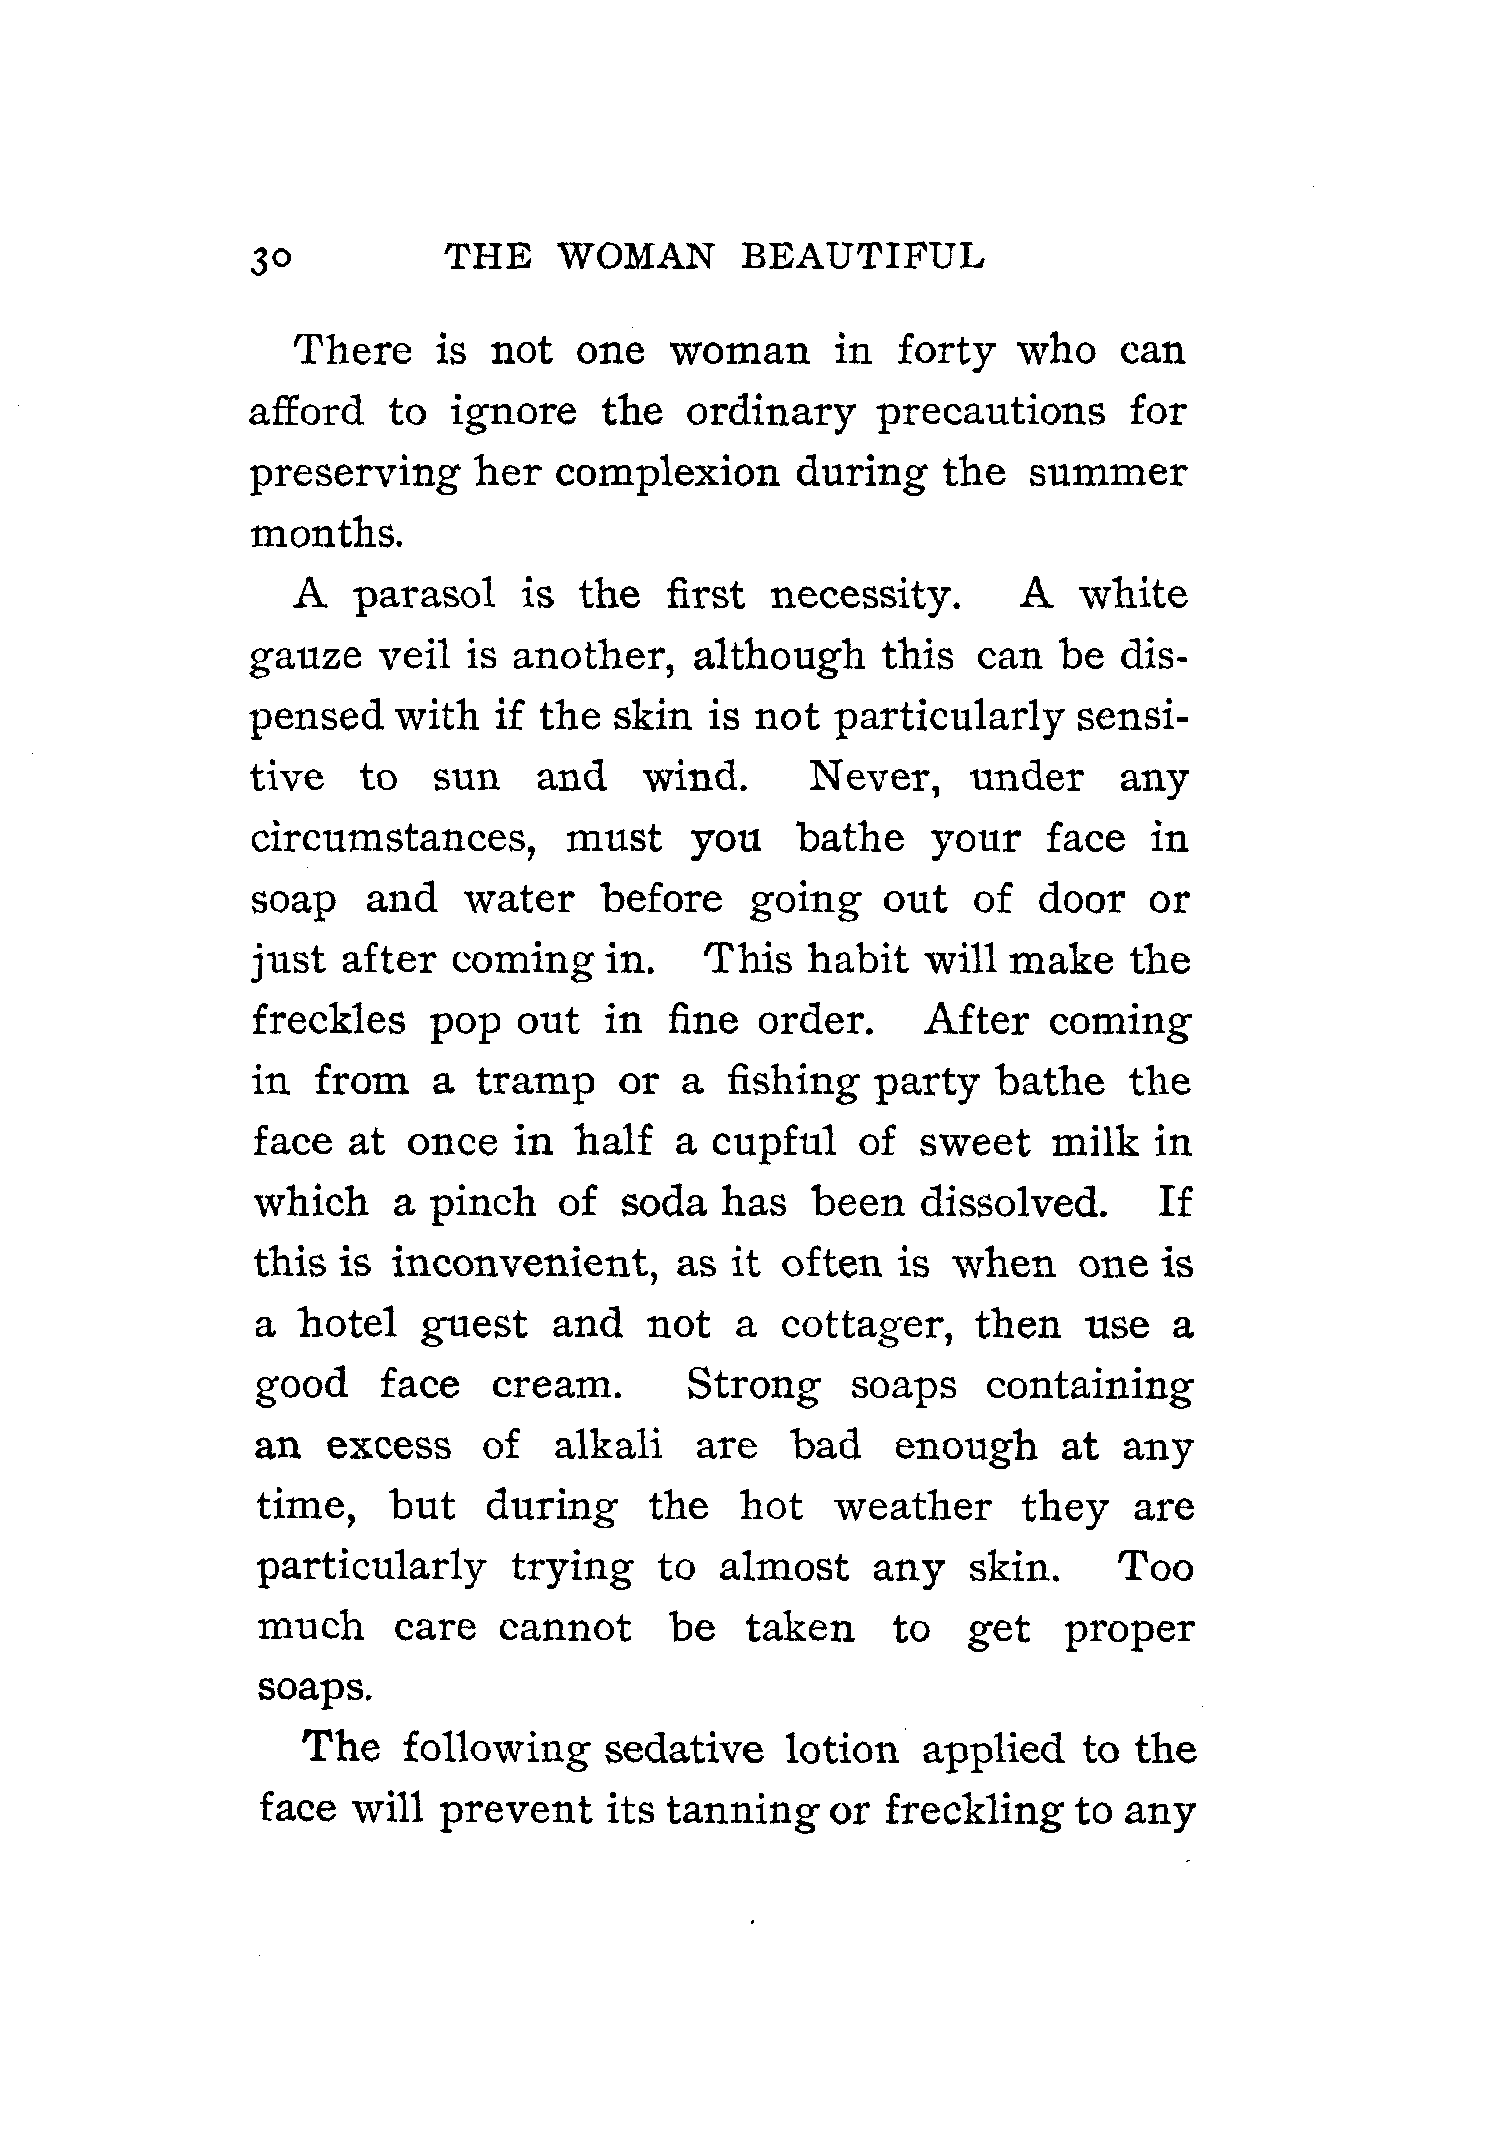 30 THE WOMAN BEAUTIFUL
There is not one woman in forty who can
afford to ignore the ordinary precautions for
preserving her complexion during the summer
months.
A parasol is the first necessity. A white
gauze veil is another, although this can be dis-
pensed with if the skin is not particularly sensi-
tive to sun and wind. Never, under any
circumstances, must you bathe your face in
soap and water before going out of door or
just after coming in. This habit will make the
freckles pop out in fine order. After coming
in from a tramp or a fishing party bathe the
face at once in half a cupful of sweet milk in
which a pinch of soda has been dissolved. If
this is inconvenient, as it often is when one is
a hotel guest and not a cottager, then use a
good face cream. Strong soaps containing
an excess of alkali are bad enough at any
time, but during the hot weather they are
particularly trying to almost any skin. Too
much care cannot be taken to get proper
soaps.
The following sedative lotion applied to the
face will prevent its tanning or freckling to any